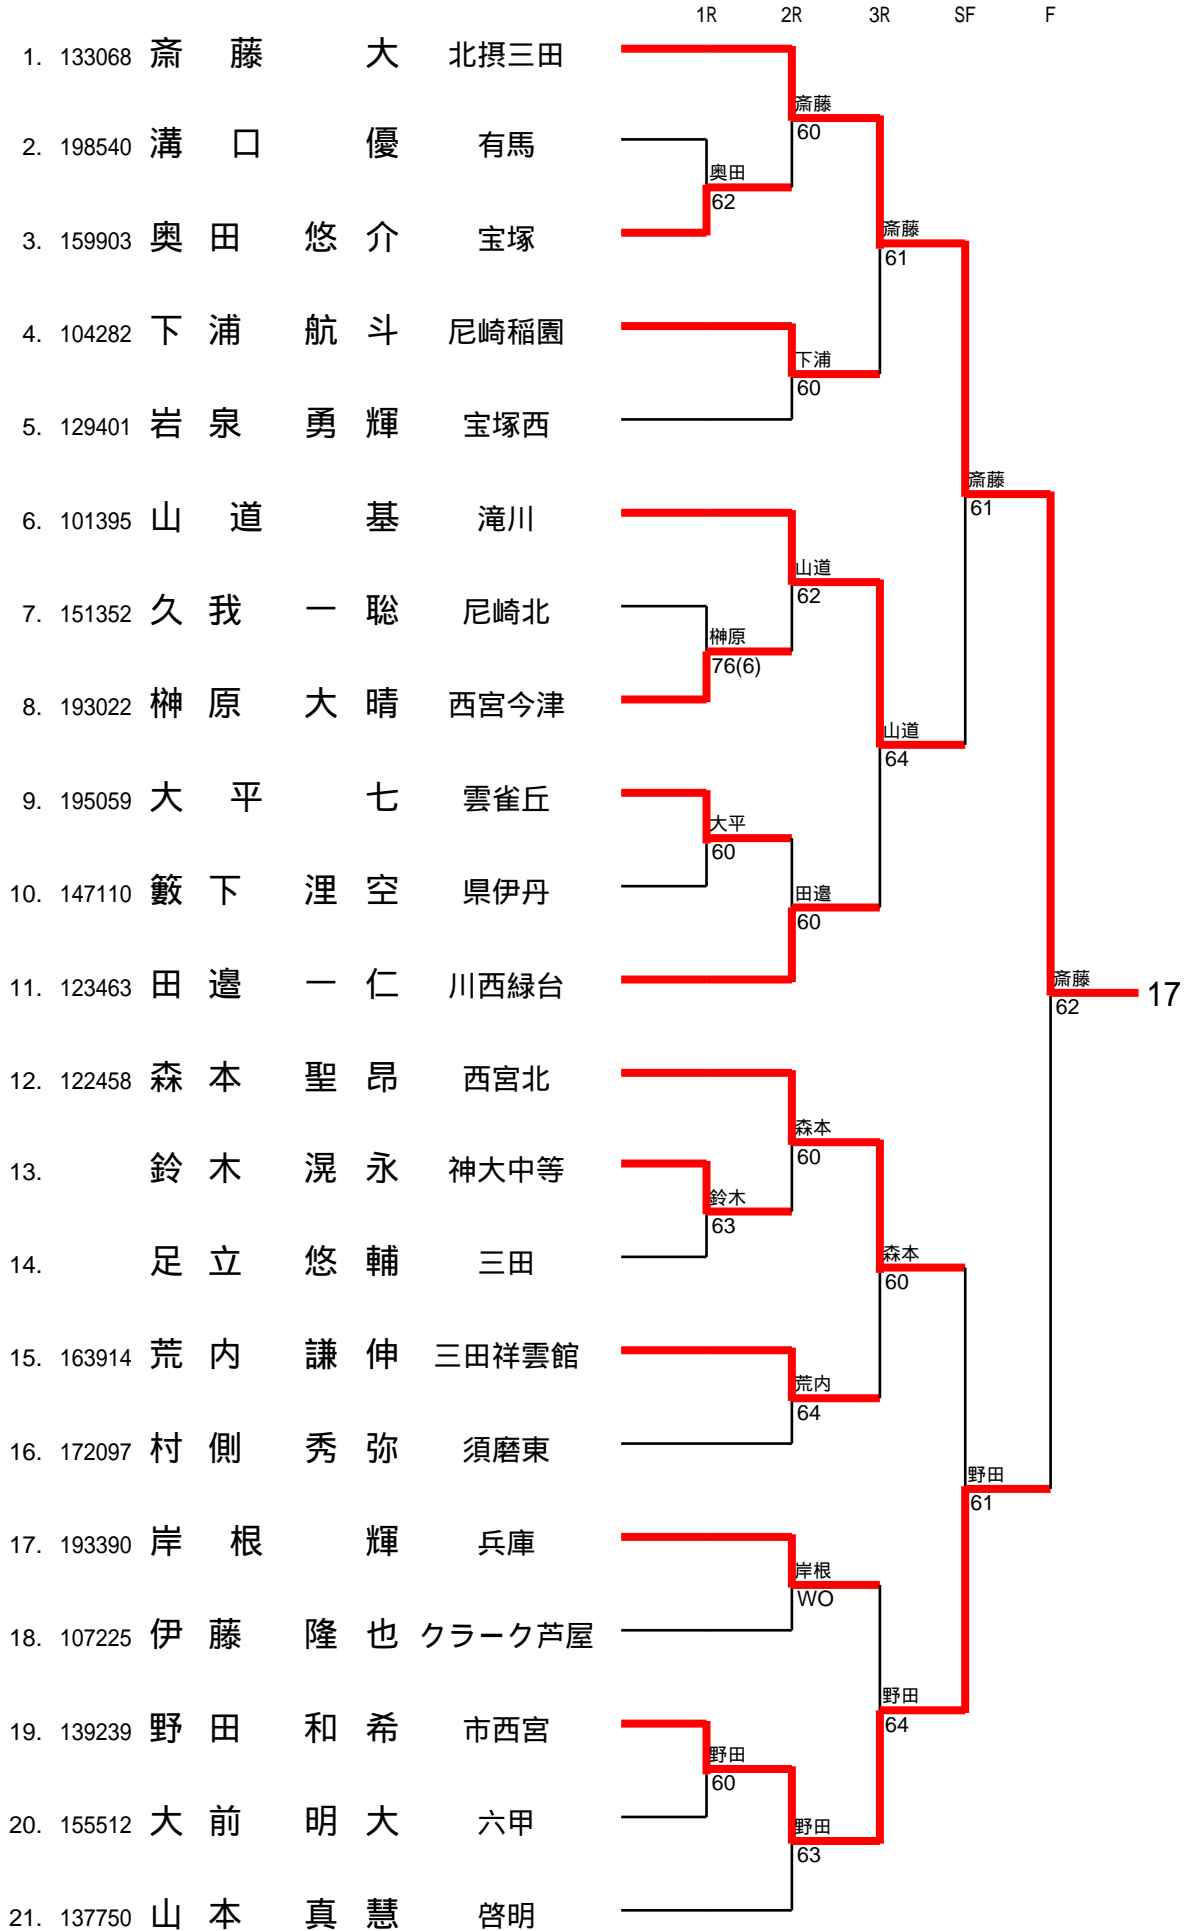 1R 2R 3R SF F
1. 133068 斎藤 大 北摂三田
斎藤
60
2. 198540 溝口 優 有馬
奥田
62
3. 159903 奥田 悠介 宝塚
斎藤
61
4. 104282 下浦 航斗 尼崎稲園
下浦
60
5. 129401 岩泉 勇輝 宝塚西
斎藤
61
6. 101395 山道 基 滝川
山道
62
7. 151352 久我 一聡 尼崎北
榊原
76(6)
8. 193022 榊原 大晴 西宮今津
山道
64
9. 195059 大平 七 雲雀丘
大平
60
10. 147110 籔下 浬空 県伊丹
田邉
60
11. 123463 田邉 一仁 川西緑台
斎藤
62
17
12. 122458 森本 聖昂 西宮北
森本
60
13. 鈴木 滉永 神大中等
鈴木
63
14. 足立 悠輔 三田
森本
60
15. 163914 荒内 謙伸 三田祥雲館
荒内
64
16. 172097 村側 秀弥 須磨東
野田
61
17. 193390 岸根 輝 兵庫
岸根
WO
18. 107225 伊藤 隆也 クラーク芦屋
野田
64
19. 139239 野田 和希 市西宮
野田
60
20. 155512 大前 明大 六甲
野田
63
21. 137750 山本 真慧 啓明